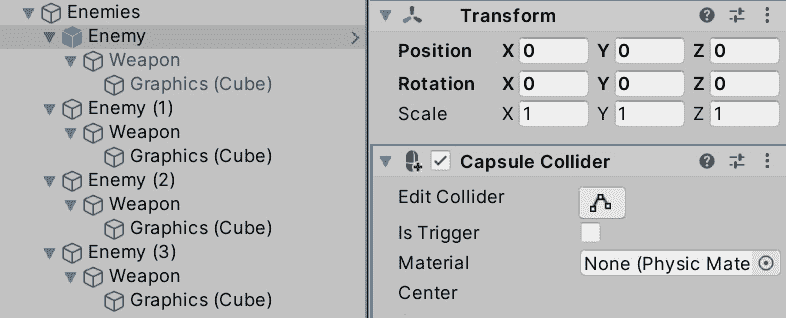 Enemies
Enemy
Weapon
Graphics (Cube)
Enemy (1)
Weapon
Graphics (Cube)
Enemy (2)
Weapon
Graphics (Cube)
Enemy (3)
Weapon
Graphics (Cube)
Transform
Position X 0 Y 0 Z 0
Rotation X 0 Y 0 Z 0
Scale X 1 Y 1 Z 1
Capsule Collider
Edit Collider
Is Trigger
Material None (Physic Mate
Center